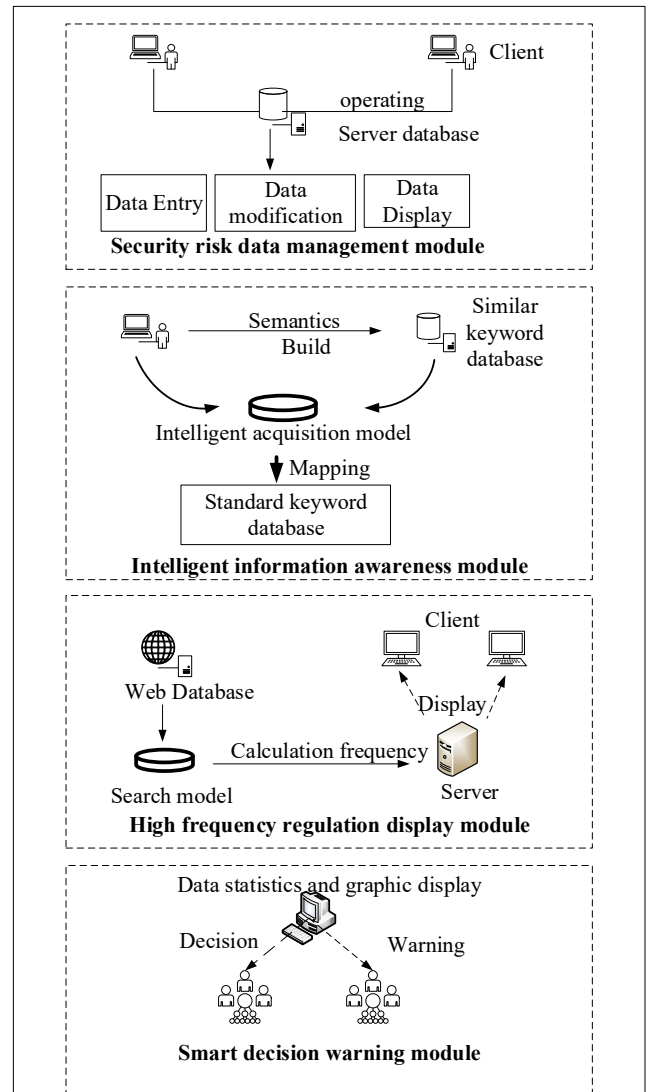 Client
operating
Server database
Data Entry
Data
modification
Data
Display
Security risk data management module
Semantics
Build
Similar
keyword
database
Intelligent acquisition model
Mapping
Standard keyword
database
Intelligent information awareness module
Client
Web Database
Display
Calculation frequency
Search model
Server
High frequency regulation display module
Data statistics and graphic display
Decision
Warning
Smart decision warning module